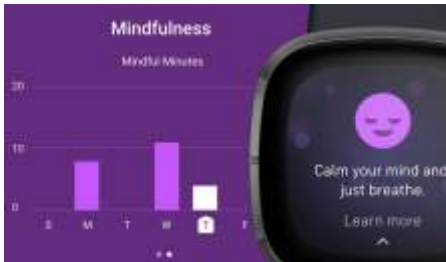 Mindfulness
Mindful Minutes
20
10
0
S M T W T F
Calm your mind and
just breathe.
Learn more